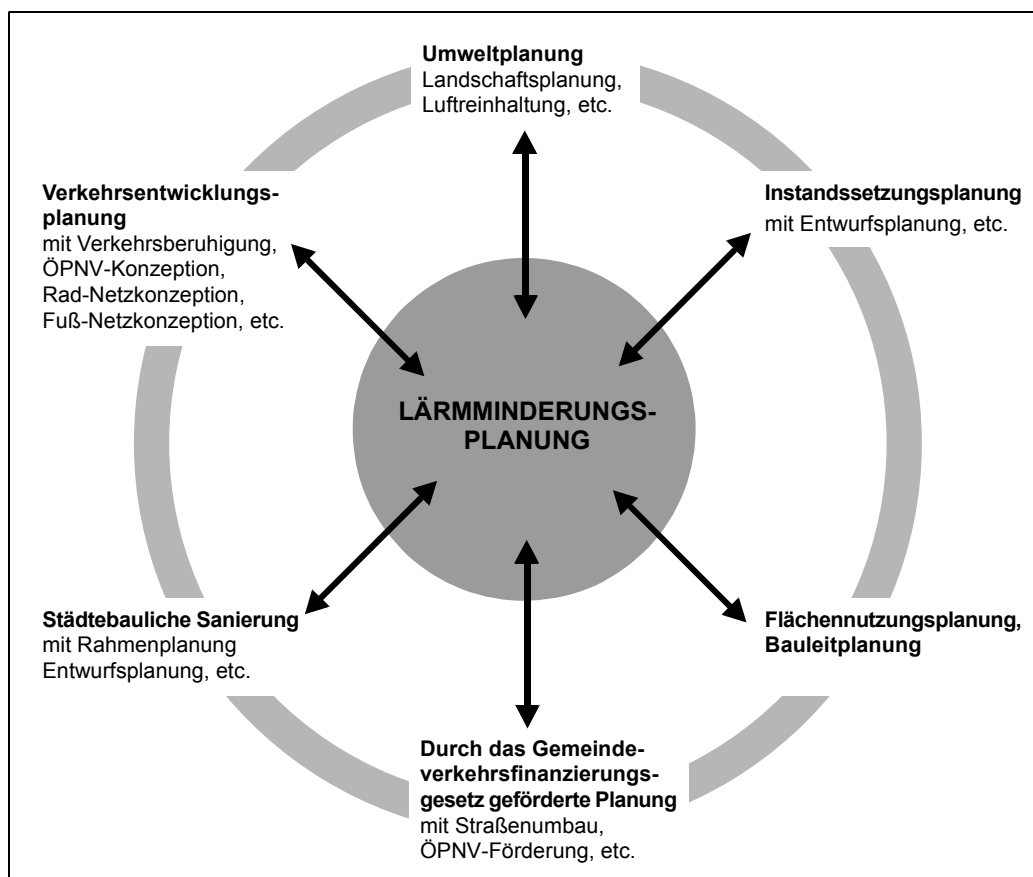 Umweltplanung
Landschaftsplanung,
Luftreinhaltung, etc.
Verkehrsentwicklungs-
planung
mit Verkehrsberuhigung,
ÖPNV-Konzeption,
Rad-Netzkonzeption,
Fuß-Netzkonzeption, etc.
Instandssetzungsplanung
mit Entwurfsplanung, etc.
LÄRMMINDERUNGS-
PLANUNG
Städtebauliche Sanierung
mit Rahmenplanung
Entwurfsplanung, etc.
Flächennutzungsplanung,
Bauleitplanung
Durch das Gemeinde-
verkehrsfinanzierungs-
gesetz geförderte Planung
mit Straßenumbau,
ÖPNV-Förderung, etc.